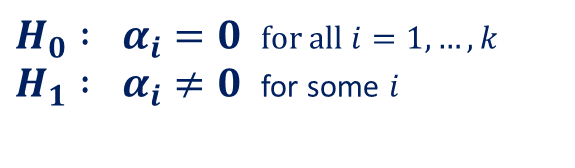 H₀ : αᵢ = 0 for all i = 1, …, k
H₁ : αᵢ ≠ 0 for some i